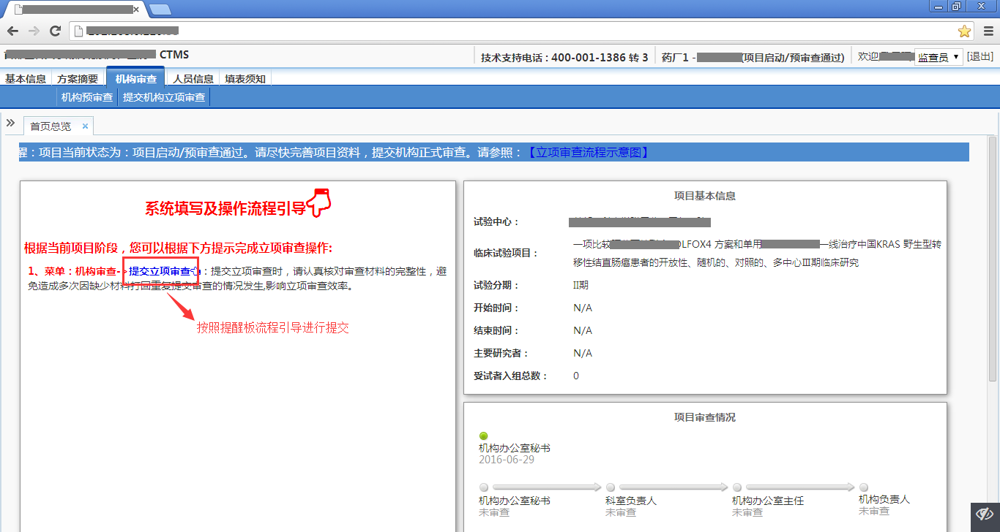 CTMS
技术支持电话：400-001-1386 转 3
药厂1 -
(项目启动/预审查通过)
欢迎
监查员
[退出]
基本信息 方案摘要 机构审查 人员信息 填表须知
机构预审查 提交机构立项审查
首页总览
醒：项目当前状态为：项目启动/预审查通过。请尽快完善项目资料，提交机构正式审查。请参照：【立项审查流程示意图】
系统填写及操作流程引导
根据当前项目阶段，您可以根据下方提示完成立项审查操作:
1、菜单：机构审查->提交立项审查：提交立项审查时，请认真核对审查材料的完整性，避
免造成多次因缺少材料打回重复提交审查的情况发生,影响立项审查效率。
按照提醒板流程引导进行提交
项目基本信息
试验中心：
临床试验项目：
一项比较 OLFOX4 方案和单用 一线治疗中国KRAS 野生型转
移性结直肠癌患者的开放性、随机的、对照的、多中心Ⅲ期临床研究
试验分期： II期
开始时间： N/A
结束时间： N/A
主要研究者： N/A
受试者入组总数： 0
项目审查情况
机构办公室秘书
2016-06-29
机构办公室秘书 科室负责人 机构办公室主任 机构负责人
未审查 未审查 未审查 未审查